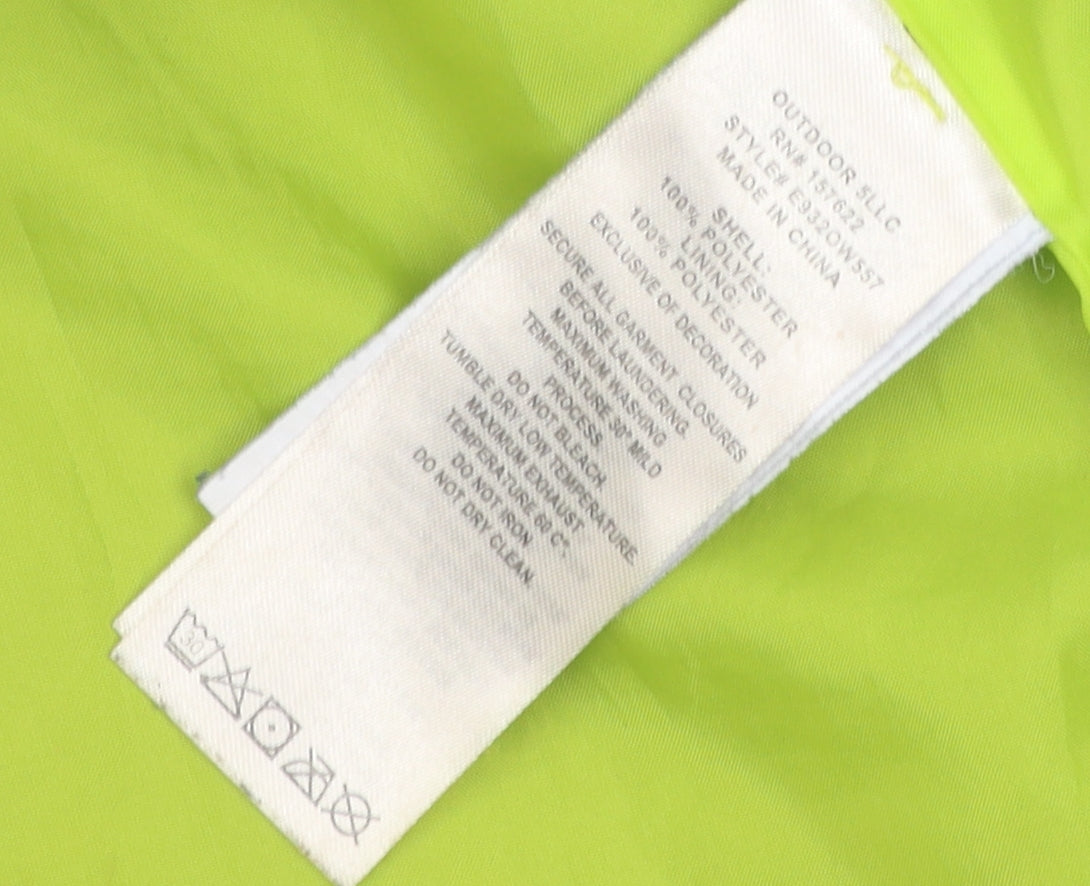 OUTDOOR 5LLC
RN# 157622
STYLE# E932OW557
MADE IN CHINA
SHELL:
100% POLYESTER
LINING:
100% POLYESTER
EXCLUSIVE OF DECORATION
SECURE ALL GARMENT CLOSURES
BEFORE LAUNDERING.
MAXIMUM WASHING
TEMPERATURE 30° MILD
PROCESS.
DO NOT BLEACH.
TUMBLE DRY LOW TEMPERATURE.
MAXIMUM EXHAUST
TEMPERATURE 60 C°.
DO NOT IRON
DO NOT DRY CLEAN.
30